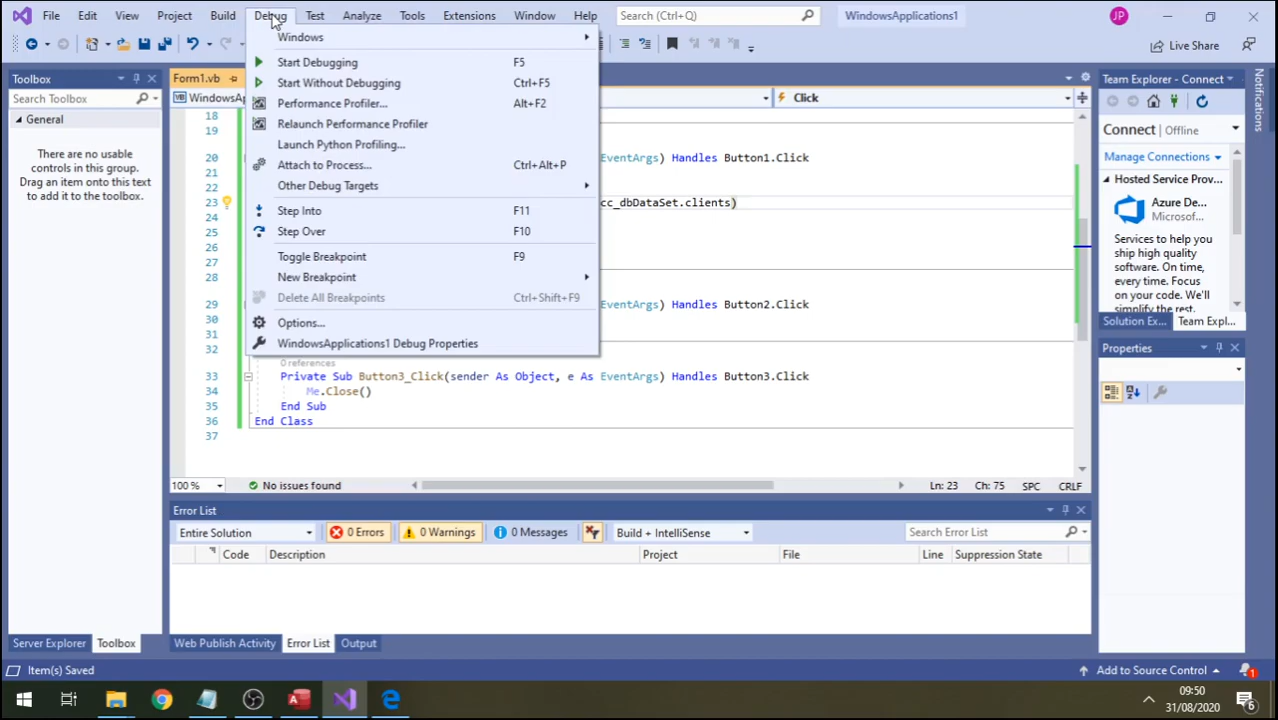 File Edit View Project Build Debug Test Analyze Tools Extensions Window Help Search (Ctrl+Q) WindowsApplications1 JP
Live Share
Toolbox
Search Toolbox
General
There are no usable
controls in this group.
Drag an item onto this text
to add it to the toolbox.
Form1.vb
WindowsAp
Click
Windows
Start Debugging F5
Start Without Debugging Ctrl+F5
Performance Profiler... Alt+F2
Relaunch Performance Profiler
Launch Python Profiling...
Attach to Process... Ctrl+Alt+P
Other Debug Targets
Step Into F11
Step Over F10
Toggle Breakpoint F9
New Breakpoint
Delete All Breakpoints Ctrl+Shift+F9
Options...
WindowsApplications1 Debug Properties
18
19
20 EventArgs) Handles Button1.Click
21
22
23 cc_dbDataSet.clients)
24
25
26
27
28
29 EventArgs) Handles Button2.Click
30
31
32
0 references
33 Private Sub Button3_Click(sender As Object, e As EventArgs) Handles Button3.Click
34 Me.Close()
35 End Sub
36 End Class
37
100 % No issues found Ln: 23 Ch: 75 SPC CRLF
Error List
Entire Solution 0 Errors 0 Warnings 0 Messages Build + IntelliSense Search Error List
Code Description Project File Line Suppression State
Server Explorer Toolbox Web Publish Activity Error List Output
Team Explorer - Connect
Connect | Offline
Manage Connections
Hosted Service Prov...
Azure De...
Microsof...
Services to help you
ship high quality
software. On time,
every time. Focus
on your code. We'll
simplify the rest.
Solution Ex... Team Expl...
Properties
Notifications
Item(s) Saved Add to Source Control 1
09:50
31/08/2020
6